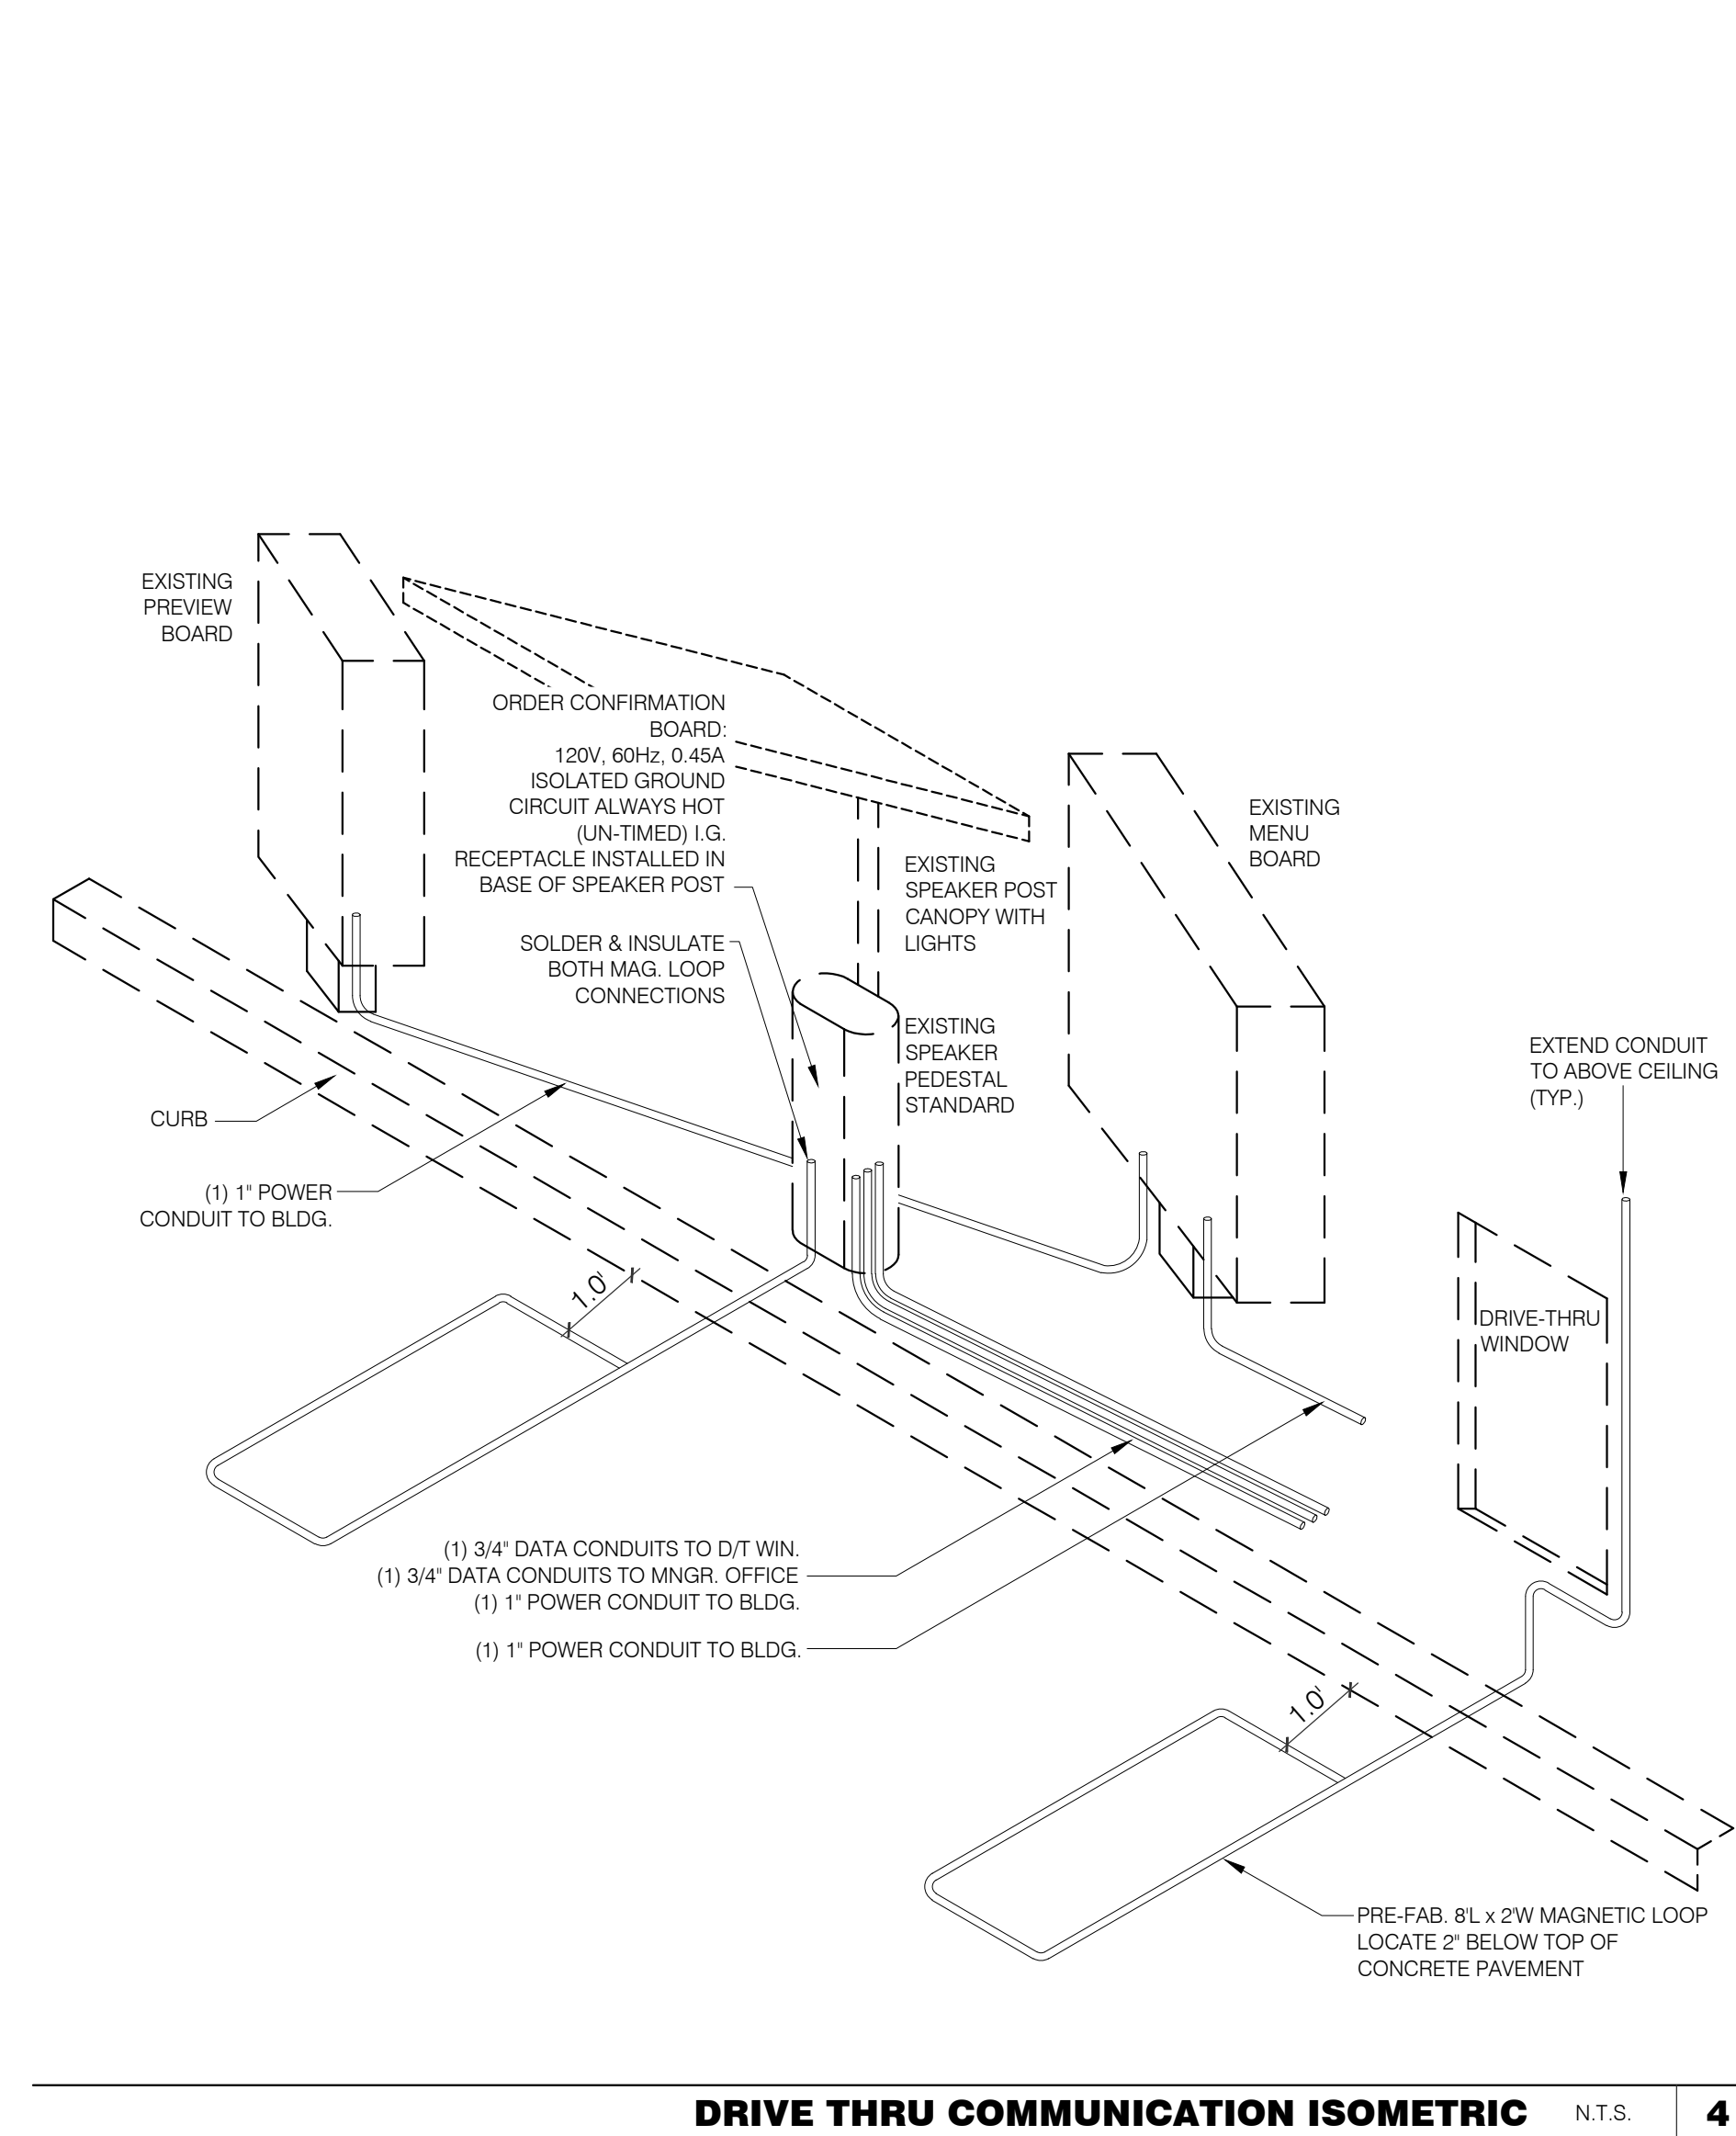 EXISTING
PREVIEW
BOARD
ORDER CONFIRMATION
BOARD:
120V, 60Hz, 0.45A
ISOLATED GROUND
CIRCUIT ALWAYS HOT
(UN-TIMED) I.G.
RECEPTACLE INSTALLED IN
BASE OF SPEAKER POST
SOLDER & INSULATE
BOTH MAG. LOOP
CONNECTIONS
EXISTING
SPEAKER POST
CANOPY WITH
LIGHTS
EXISTING
MENU
BOARD
EXISTING
SPEAKER
PEDESTAL
STANDARD
EXTEND CONDUIT
TO ABOVE CEILING
(TYP.)
CURB
(1) 1" POWER
CONDUIT TO BLDG.
1.0'
DRIVE-THRU
WINDOW
(1) 3/4" DATA CONDUITS TO D/T WIN.
(1) 3/4" DATA CONDUITS TO MNGR. OFFICE
(1) 1" POWER CONDUIT TO BLDG.
(1) 1" POWER CONDUIT TO BLDG.
1.0'
PRE-FAB. 8'L x 2'W MAGNETIC LOOP
LOCATE 2" BELOW TOP OF
CONCRETE PAVEMENT
DRIVE THRU COMMUNICATION ISOMETRIC N.T.S. 4